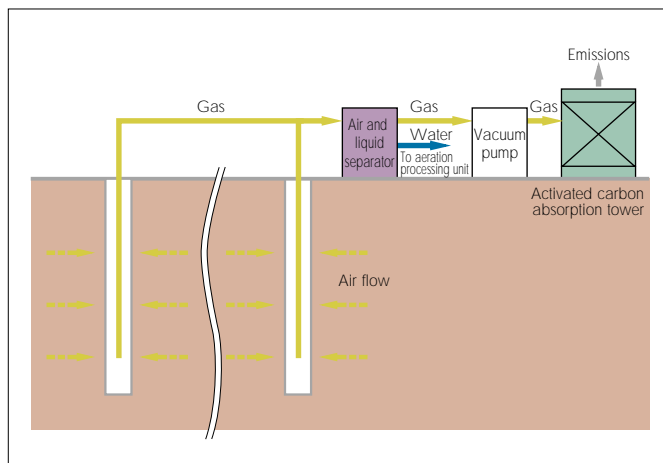 Emissions
Gas
Gas
Gas
Air and
liquid
separator
Water
To aeration
processing unit
Vacuum
pump
Activated carbon
absorption tower
Air flow